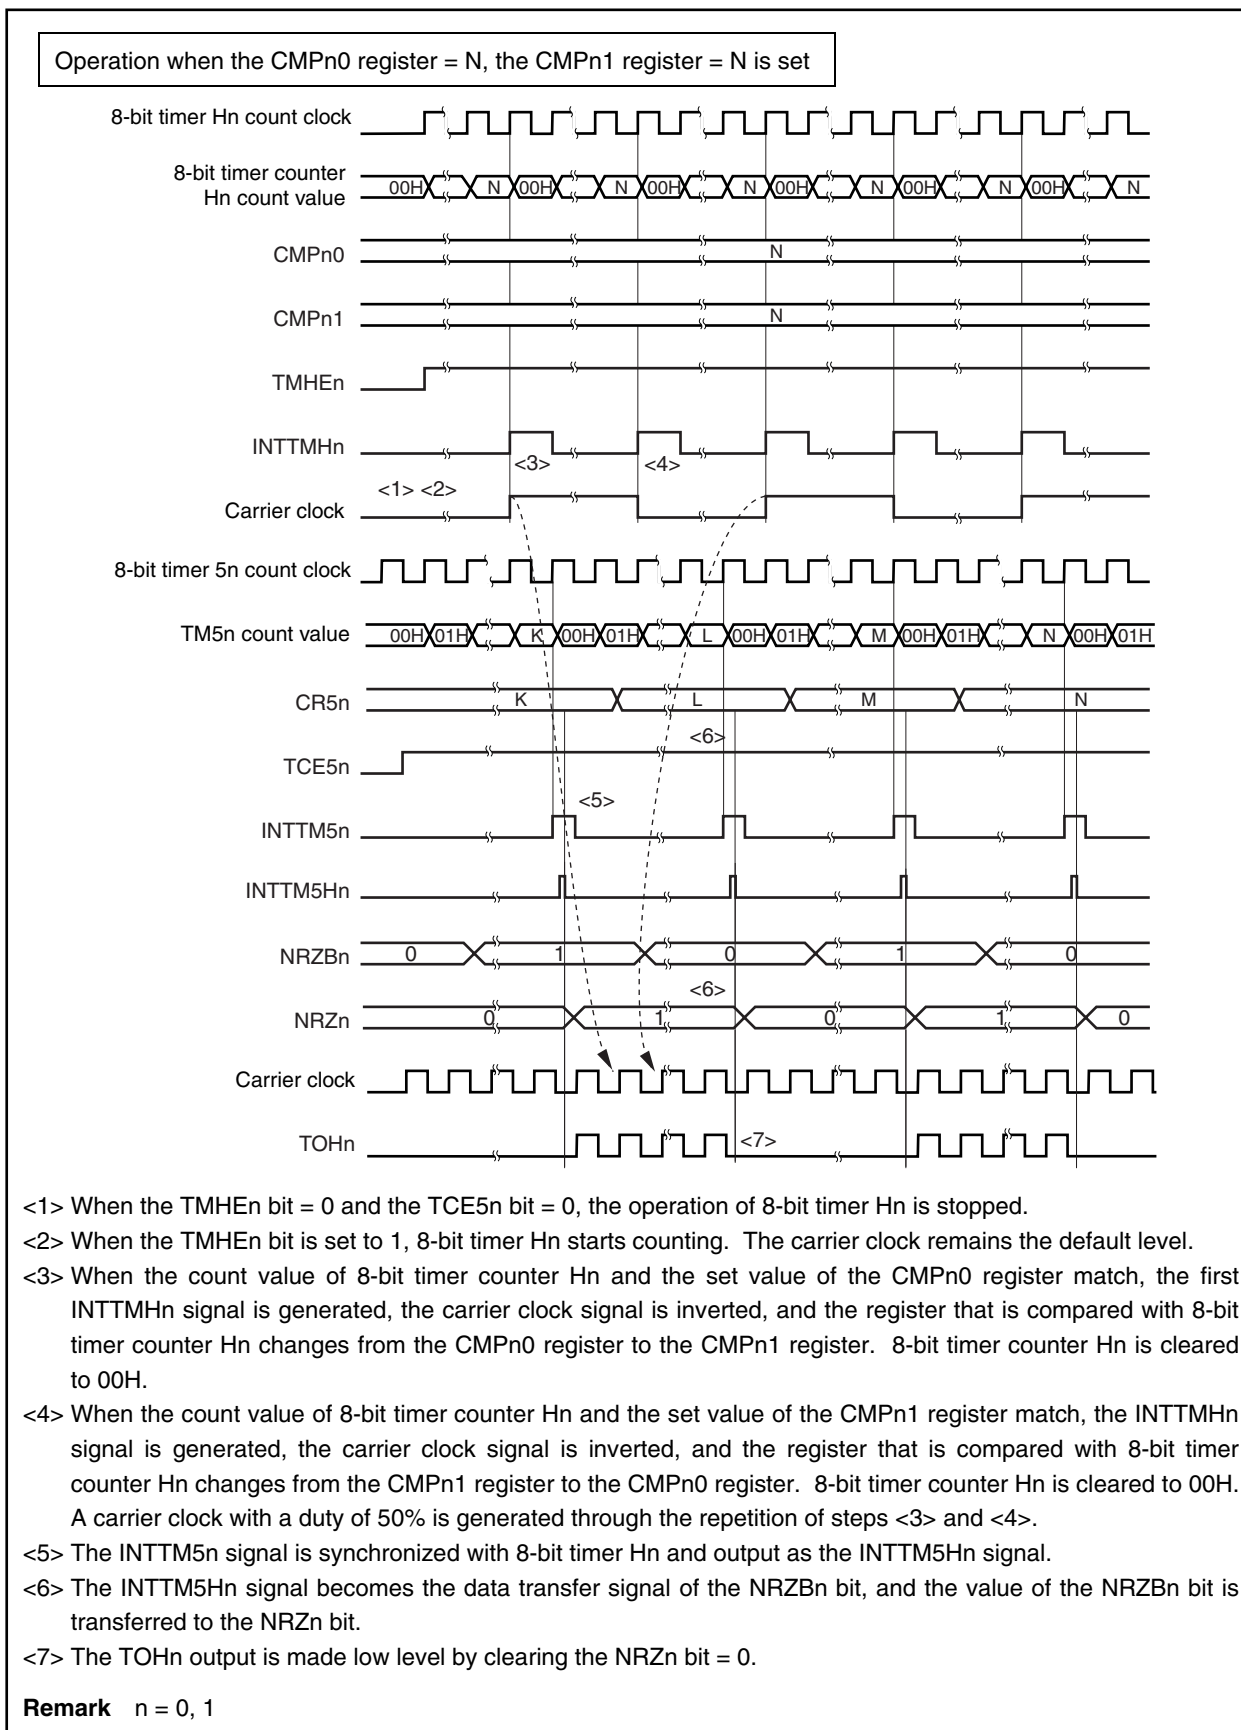 Operation when the CMPn0 register = N, the CMPn1 register = N is set
8-bit timer Hn count clock
8-bit timer counter
Hn count value
00H N 00H N 00H N 00H N 00H N 00H N
CMPn0
N
CMPn1
N
TMHEn
INTTMHn
<3> <4>
<1> <2>
Carrier clock
8-bit timer 5n count clock
TM5n count value
00H 01H K 00H 01H L 00H 01H M 00H 01H N 00H 01H
CR5n
K L M N
<6>
TCE5n
<5>
INTTM5n
INTTM5Hn
NRZBn
0 1 0 1 0
<6>
NRZn
0 1 0 1 0
Carrier clock
TOHn
<7>
<1> When the TMHEn bit = 0 and the TCE5n bit = 0, the operation of 8-bit timer Hn is stopped.
<2> When the TMHEn bit is set to 1, 8-bit timer Hn starts counting. The carrier clock remains the default level.
<3> When the count value of 8-bit timer counter Hn and the set value of the CMPn0 register match, the first
INTTMHn signal is generated, the carrier clock signal is inverted, and the register that is compared with 8-bit
timer counter Hn changes from the CMPn0 register to the CMPn1 register. 8-bit timer counter Hn is cleared
to 00H.
<4> When the count value of 8-bit timer counter Hn and the set value of the CMPn1 register match, the INTTMHn
signal is generated, the carrier clock signal is inverted, and the register that is compared with 8-bit timer
counter Hn changes from the CMPn1 register to the CMPn0 register. 8-bit timer counter Hn is cleared to 00H.
A carrier clock with a duty of 50% is generated through the repetition of steps <3> and <4>.
<5> The INTTM5n signal is synchronized with 8-bit timer Hn and output as the INTTM5Hn signal.
<6> The INTTM5Hn signal becomes the data transfer signal of the NRZBn bit, and the value of the NRZBn bit is
transferred to the NRZn bit.
<7> The TOHn output is made low level by clearing the NRZn bit = 0.
Remark n = 0, 1